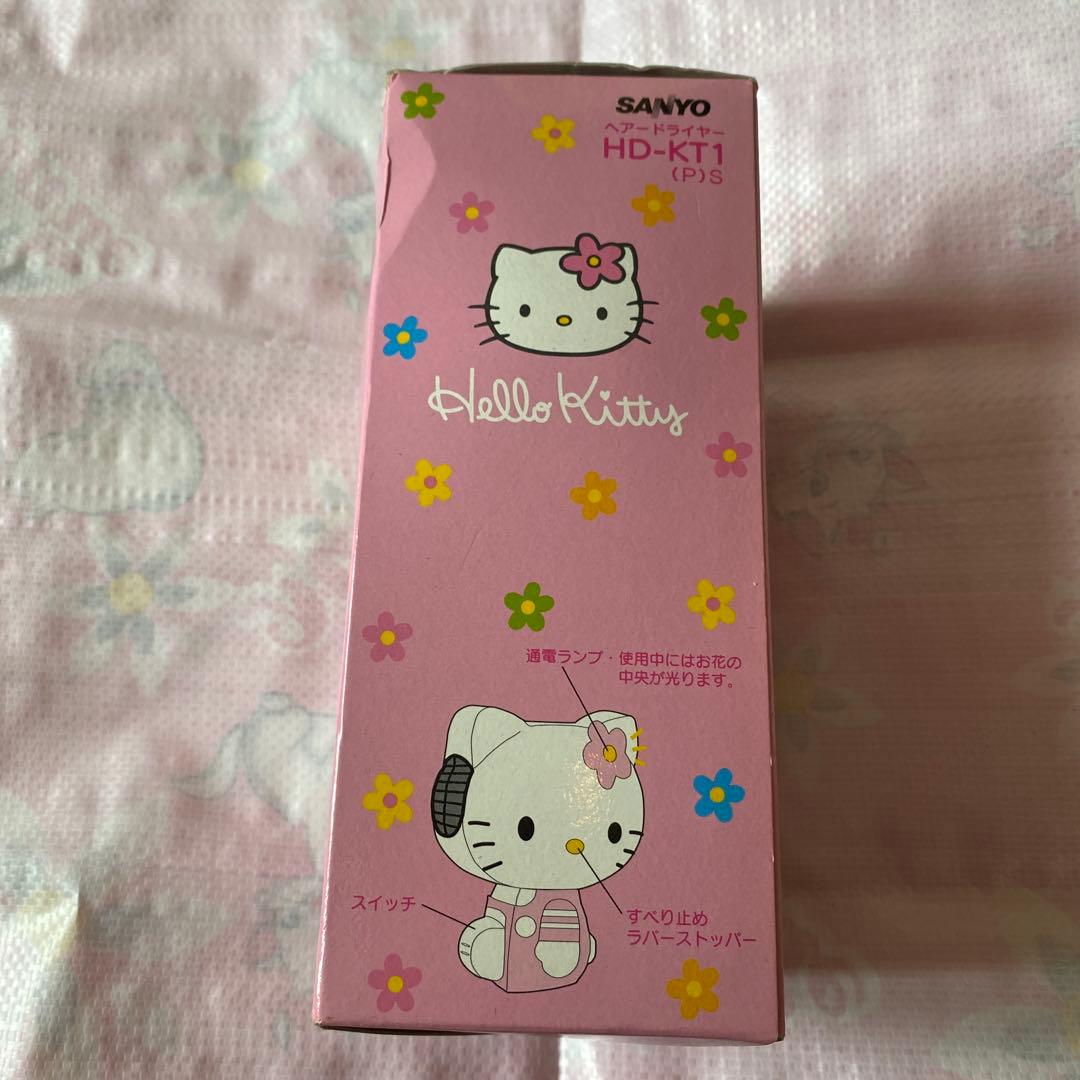 SANYO
ヘアードライヤー
HD-KT1
(P)S
Hello Kitty
通電ランプ・使用中にはお花の
中央が光ります。
スイッチ
すべり止め
ラバーストッパー